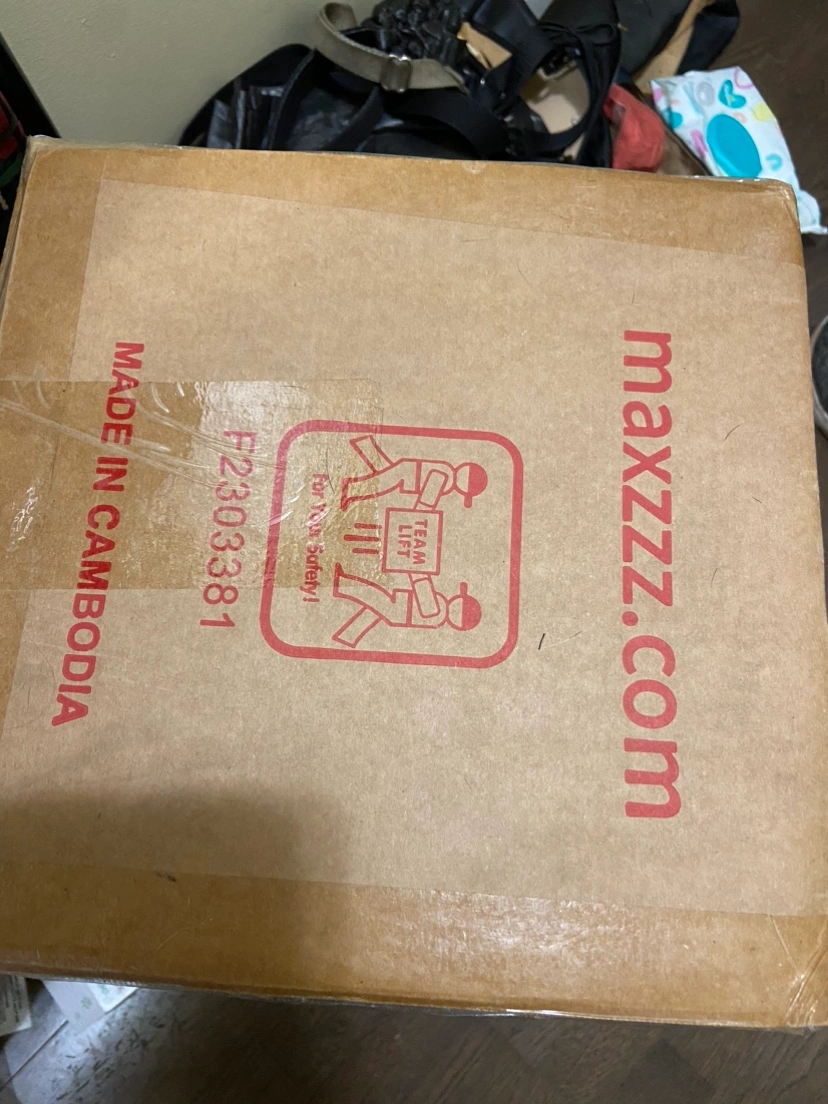 maxzzz.com
TEAM
LIFT
For Your Safety!
F2303381
MADE IN CAMBODIA